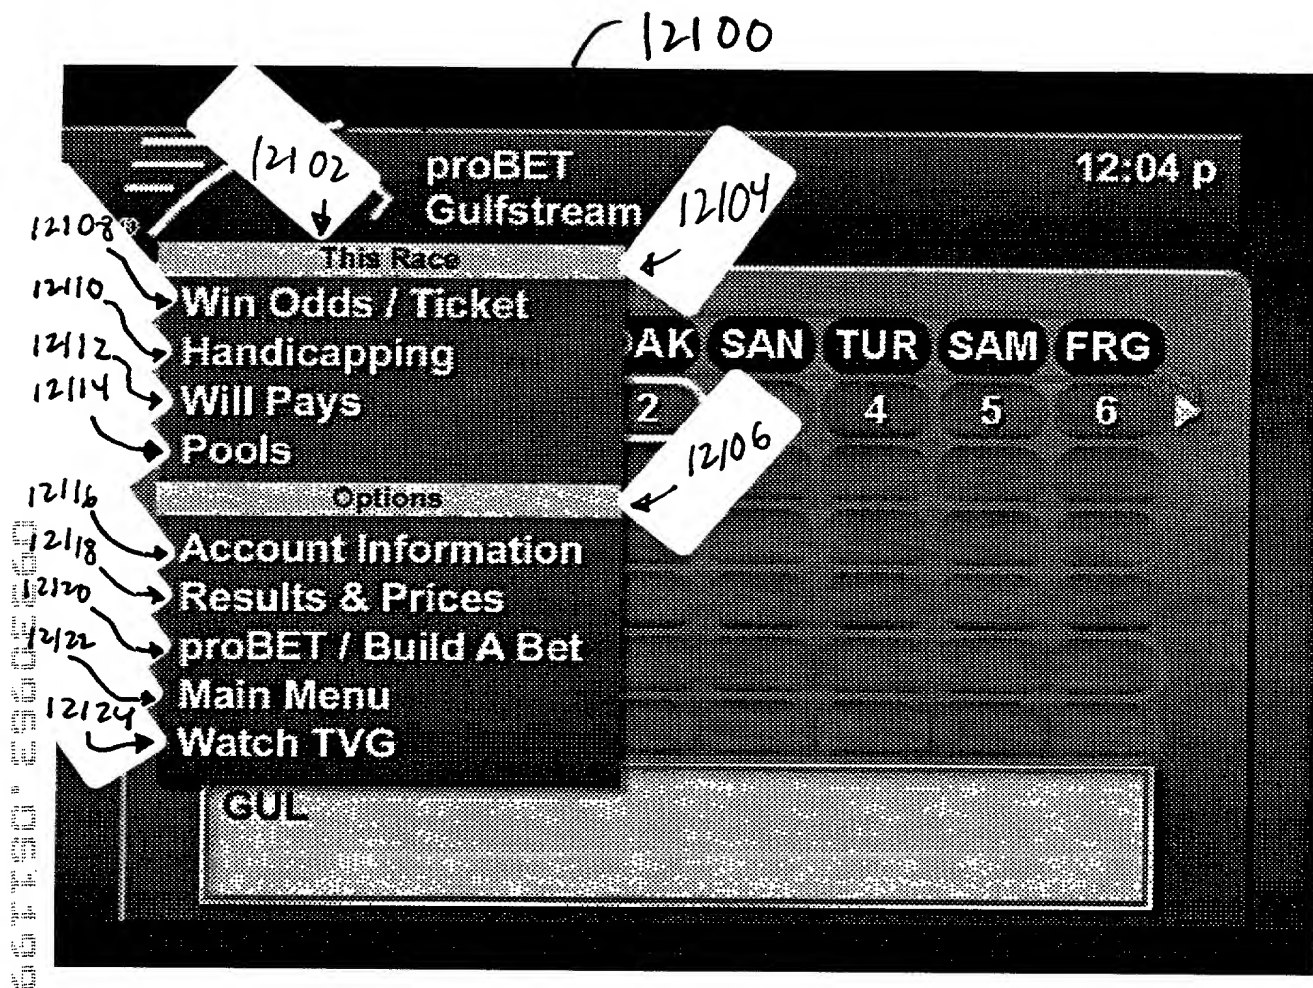 12100
12102
proBET
12:04 p
Gulfstream
12104
12108
This Race
Win Odds / Ticket
12110
Handicapping
AK SAN TUR SAM FRG
12112
Will Pays
2 4 5 6
12114
Pools
12106
Options
12116
Account Information
12118
Results & Prices
12120
proBET / Build A Bet
12122
Main Menu
12124
Watch TVG
GUL